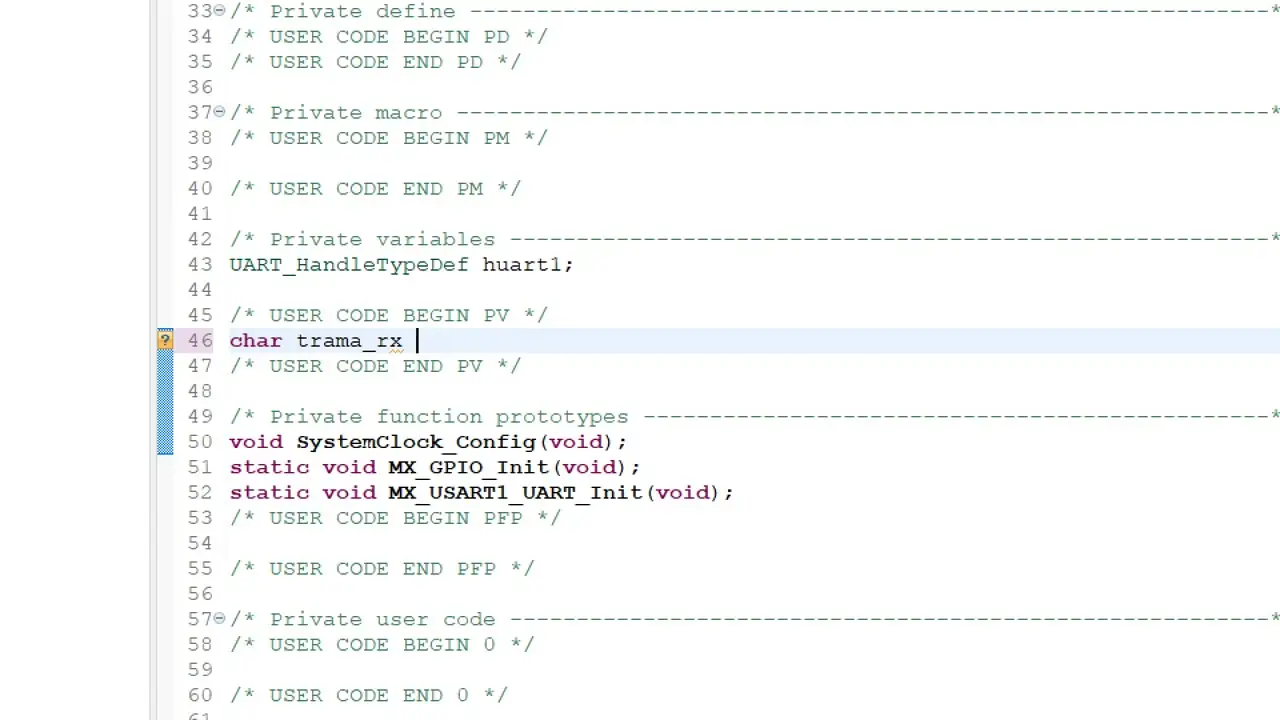 33 /* Private define ------------------------------------------------------------*
34 /* USER CODE BEGIN PD */
35 /* USER CODE END PD */
36
37 /* Private macro -------------------------------------------------------------*
38 /* USER CODE BEGIN PM */
39
40 /* USER CODE END PM */
41
42 /* Private variables ---------------------------------------------------------*
43 UART_HandleTypeDef huart1;
44
45 /* USER CODE BEGIN PV */
? 46 char trama_rx
47 /* USER CODE END PV */
48
49 /* Private function prototypes -----------------------------------------------*
50 void SystemClock_Config(void);
51 static void MX_GPIO_Init(void);
52 static void MX_USART1_UART_Init(void);
53 /* USER CODE BEGIN PFP */
54
55 /* USER CODE END PFP */
56
57 /* Private user code ---------------------------------------------------------*
58 /* USER CODE BEGIN 0 */
59
60 /* USER CODE END 0 */
61